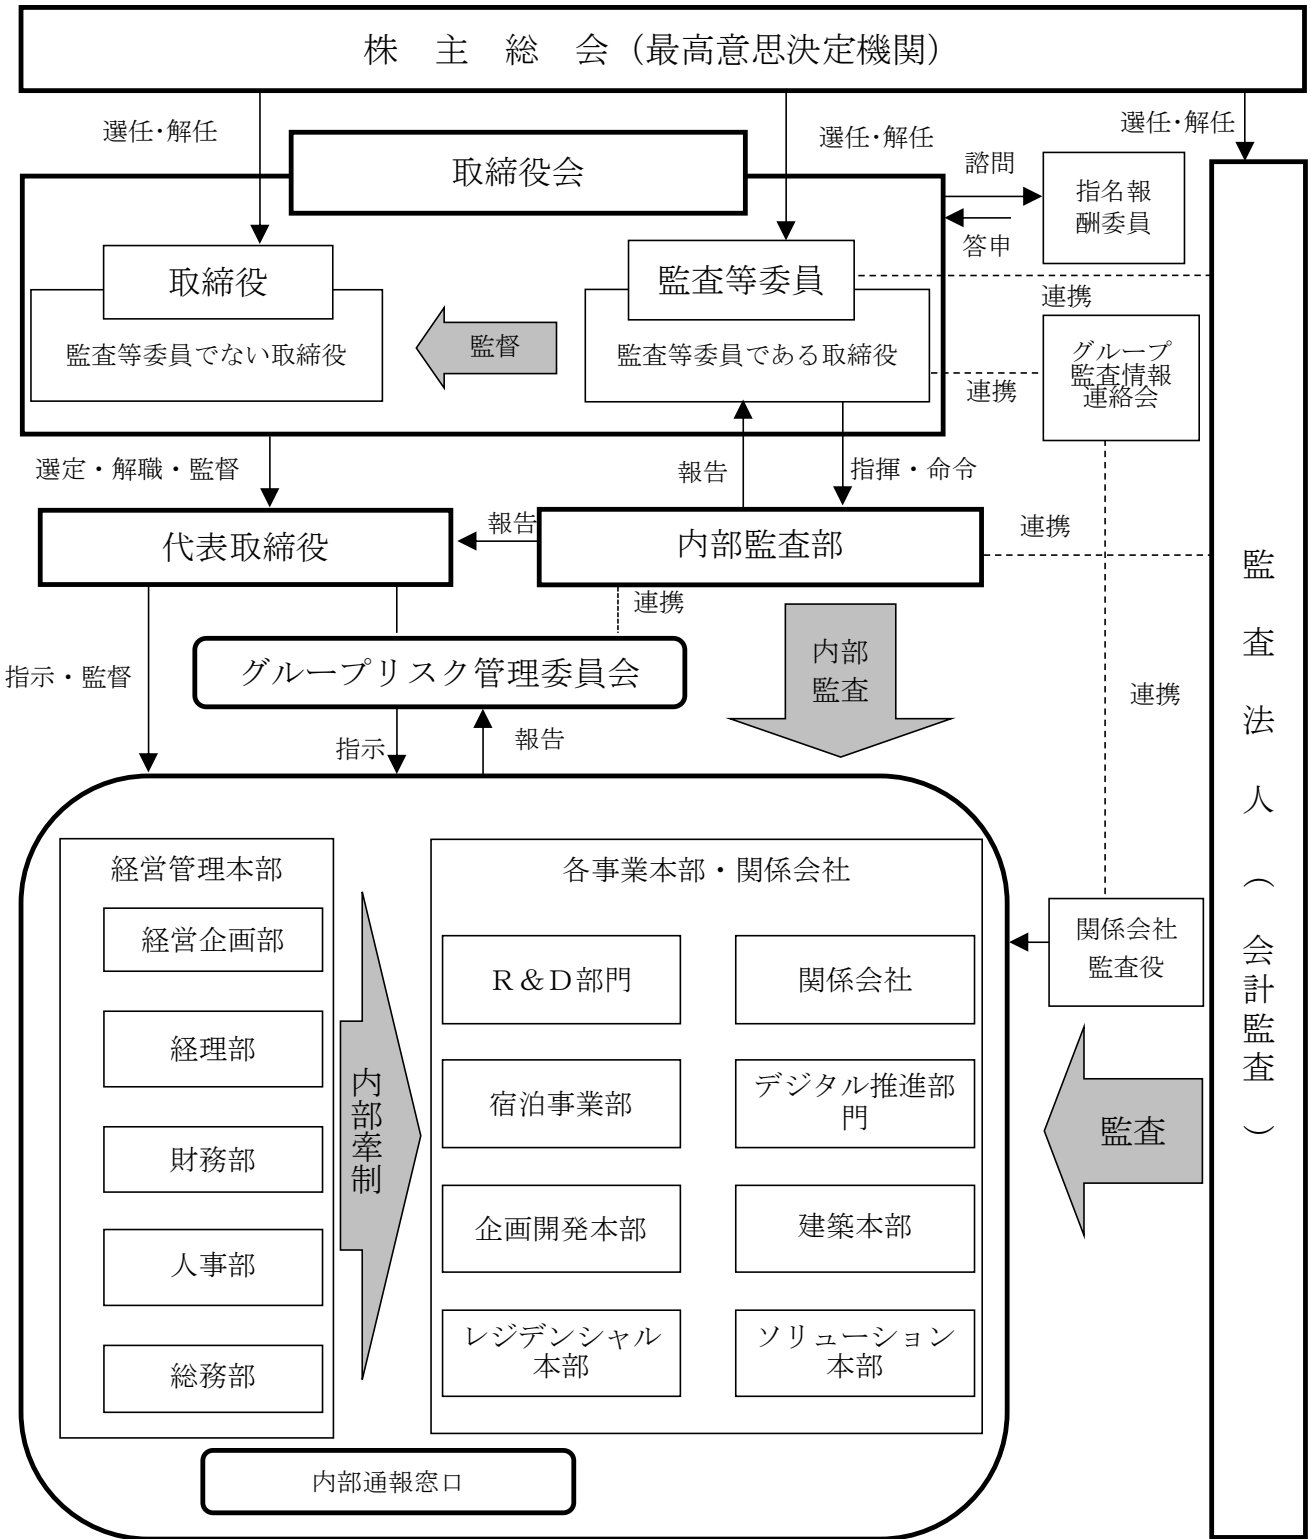 株 主 総 会（最高意思決定機関）
選任･解任
選任･解任
選任･解任
取締役会
諮問
答申
指名報
酬委員
取締役
監査等委員でない取締役
監督
監査等委員
監査等委員である取締役
連携
連携
グループ
監査情報
連絡会
選定・解職・監督
報告
指揮・命令
代表取締役
報告
内部監査部
連携
連携
指示・監督
グループリスク管理委員会
内部
監査
連携
指示
報告
監査法人（会計監査）
経営管理本部
経営企画部
経理部
財務部
人事部
総務部
内部牽制
各事業本部・関係会社
Ｒ＆Ｄ部門
関係会社
宿泊事業部
デジタル推進部
門
企画開発本部
建築本部
レジデンシャル
本部
ソリューション
本部
関係会社
監査役
監査
内部通報窓口